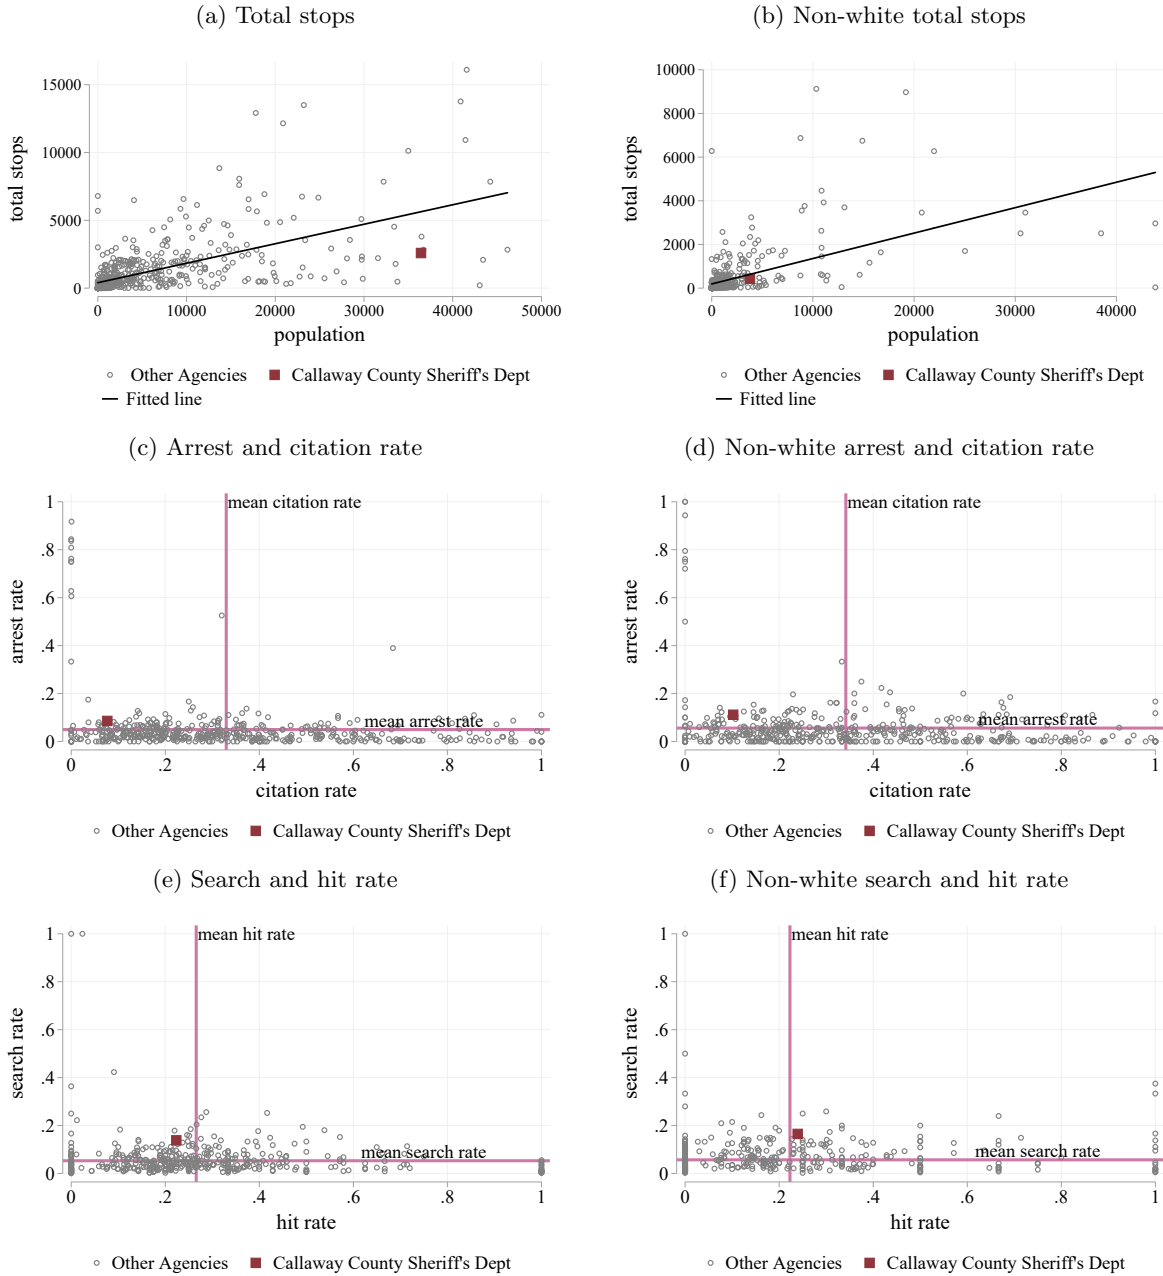 (a) Total stops
(b) Non-white total stops
total stops
15000
10000
5000
0
0 10000 20000 30000 40000 50000
population
Other Agencies Callaway County Sheriff's Dept
Fitted line
total stops
10000
8000
6000
4000
2000
0
0 10000 20000 30000 40000
population
Other Agencies Callaway County Sheriff's Dept
Fitted line
(c) Arrest and citation rate
(d) Non-white arrest and citation rate
arrest rate
1
.8
.6
.4
.2
0
mean citation rate
mean arrest rate
0 .2 .4 .6 .8 1
citation rate
Other Agencies Callaway County Sheriff's Dept
arrest rate
1
.8
.6
.4
.2
0
mean citation rate
mean arrest rate
0 .2 .4 .6 .8 1
citation rate
Other Agencies Callaway County Sheriff's Dept
(e) Search and hit rate
(f) Non-white search and hit rate
search rate
1
.8
.6
.4
.2
0
mean hit rate
mean search rate
0 .2 .4 .6 .8 1
hit rate
Other Agencies Callaway County Sheriff's Dept
search rate
1
.8
.6
.4
.2
0
mean hit rate
mean search rate
0 .2 .4 .6 .8 1
hit rate
Other Agencies Callaway County Sheriff's Dept